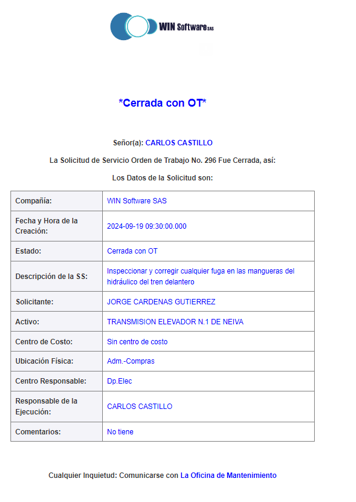 WIN Software SAS
*Cerrada con OT*
Señor(a): CARLOS CASTILLO
La Solicitud de Servicio Orden de Trabajo No. 296 Fue Cerrada, así:
Los Datos de la Solicitud son:
Compañía: WIN Software SAS
Fecha y Hora de la
Creación: 2024-09-19 09:30:00.000
Estado: Cerrada con OT
Descripción de la SS: Inspeccionar y corregir cualquier fuga en las mangueras del
hidráulico del tren delantero
Solicitante: JORGE CARDENAS GUTIERREZ
Activo: TRANSMISION ELEVADOR N.1 DE NEIVA
Centro de Costo: Sin centro de costo
Ubicación Física: Adm.-Compras
Centro Responsable: Dp.Elec
Responsable de la
Ejecución: CARLOS CASTILLO
Comentarios: No tiene
Cualquier Inquietud: Comunicarse con La Oficina de Mantenimiento